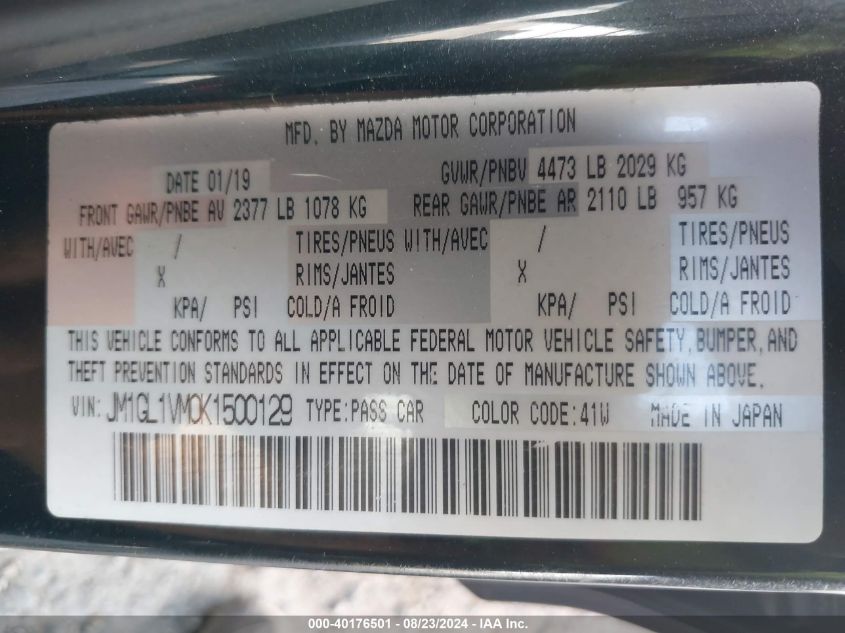 MFD. BY MAZDA MOTOR CORPORATION
DATE 01/19 GVWR/PNBV 4473 LB 2029 KG
FRONT GAWR/PNBE AV 2377 LB 1078 KG REAR GAWR/PNBE AR 2110 LB 957 KG
WITH/AVEC / TIRES/PNEUS WITH/AVEC / TIRES/PNEUS
X RIMS/JANTES X RIMS/JANTES
KPA/ PSI COLD/A FROID KPA/ PSI COLD/A FROID
THIS VEHICLE CONFORMS TO ALL APPLICABLE FEDERAL MOTOR VEHICLE SAFETY, BUMPER, AND
THEFT PREVENTION STANDARDS IN EFFECT ON THE DATE OF MANUFACTURE SHOWN ABOVE.
VIN: JM1GL1VM0K1500129 TYPE:PASS CAR COLOR CODE:41W MADE IN JAPAN
000-40176501 - 08/23/2024 - Copyright © 2024 - IAA, Inc.